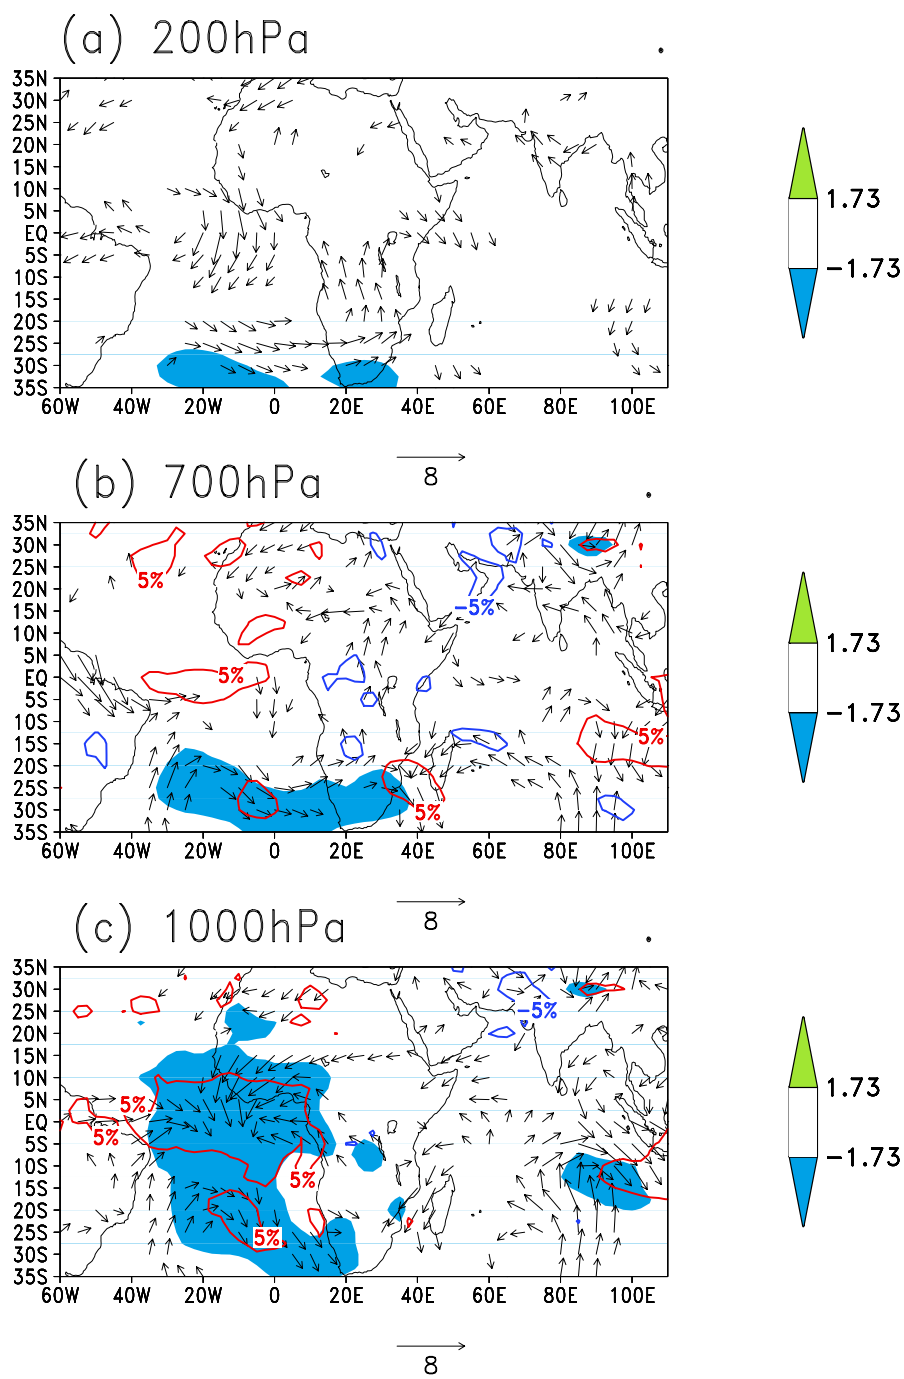 (a) 200hPa
35N
30N
25N
20N
15N
10N
5N
EQ
5S
10S
15S
20S
25S
30S
35S
60W 40W 20W 0 20E 40E 60E 80E 100E
8
1.73
-1.73
(b) 700hPa
35N
30N
25N
20N
15N
10N
5N
EQ
5S
10S
15S
20S
25S
30S
35S
5%
-5%
5%
5%
5%
60W 40W 20W 0 20E 40E 60E 80E 100E
8
1.73
-1.73
(c) 1000hPa
35N
30N
25N
20N
15N
10N
5N
EQ
5S
10S
15S
20S
25S
30S
35S
-5%
5%
5%
5%
5%
60W 40W 20W 0 20E 40E 60E 80E 100E
8
1.73
-1.73